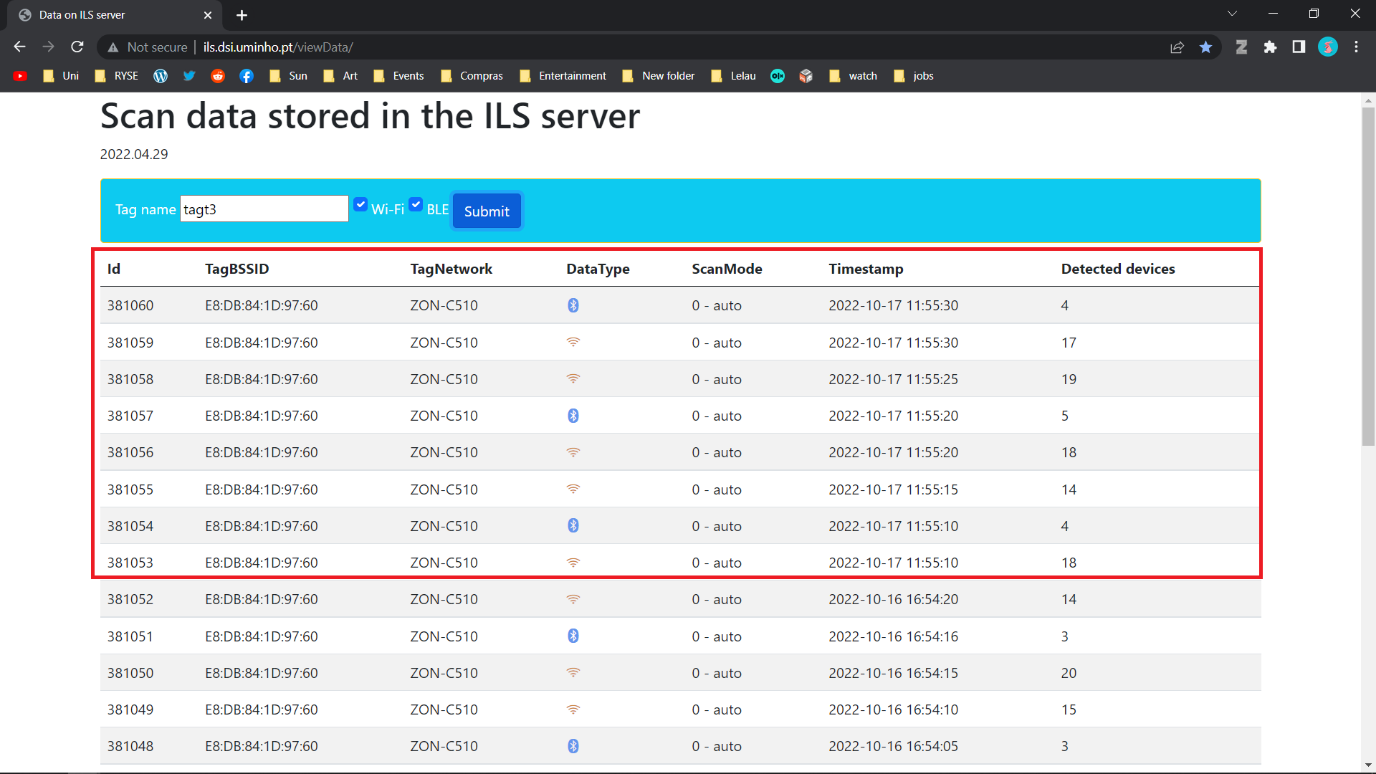 Data on ILS server
Not secure | ils.dsi.uminho.pt/viewData/
Uni RYSE Sun Art Events Compras Entertainment New folder Lelau OLX watch jobs
Scan data stored in the ILS server
2022.04.29
Tag name tagt3 Wi-Fi BLE Submit
Id TagBSSID TagNetwork DataType ScanMode Timestamp Detected devices
381060 E8:DB:84:1D:97:60 ZON-C510 0 - auto 2022-10-17 11:55:30 4
381059 E8:DB:84:1D:97:60 ZON-C510 0 - auto 2022-10-17 11:55:30 17
381058 E8:DB:84:1D:97:60 ZON-C510 0 - auto 2022-10-17 11:55:25 19
381057 E8:DB:84:1D:97:60 ZON-C510 0 - auto 2022-10-17 11:55:20 5
381056 E8:DB:84:1D:97:60 ZON-C510 0 - auto 2022-10-17 11:55:20 18
381055 E8:DB:84:1D:97:60 ZON-C510 0 - auto 2022-10-17 11:55:15 14
381054 E8:DB:84:1D:97:60 ZON-C510 0 - auto 2022-10-17 11:55:10 4
381053 E8:DB:84:1D:97:60 ZON-C510 0 - auto 2022-10-17 11:55:10 18
381052 E8:DB:84:1D:97:60 ZON-C510 0 - auto 2022-10-16 16:54:20 14
381051 E8:DB:84:1D:97:60 ZON-C510 0 - auto 2022-10-16 16:54:16 3
381050 E8:DB:84:1D:97:60 ZON-C510 0 - auto 2022-10-16 16:54:15 20
381049 E8:DB:84:1D:97:60 ZON-C510 0 - auto 2022-10-16 16:54:10 15
381048 E8:DB:84:1D:97:60 ZON-C510 0 - auto 2022-10-16 16:54:05 3